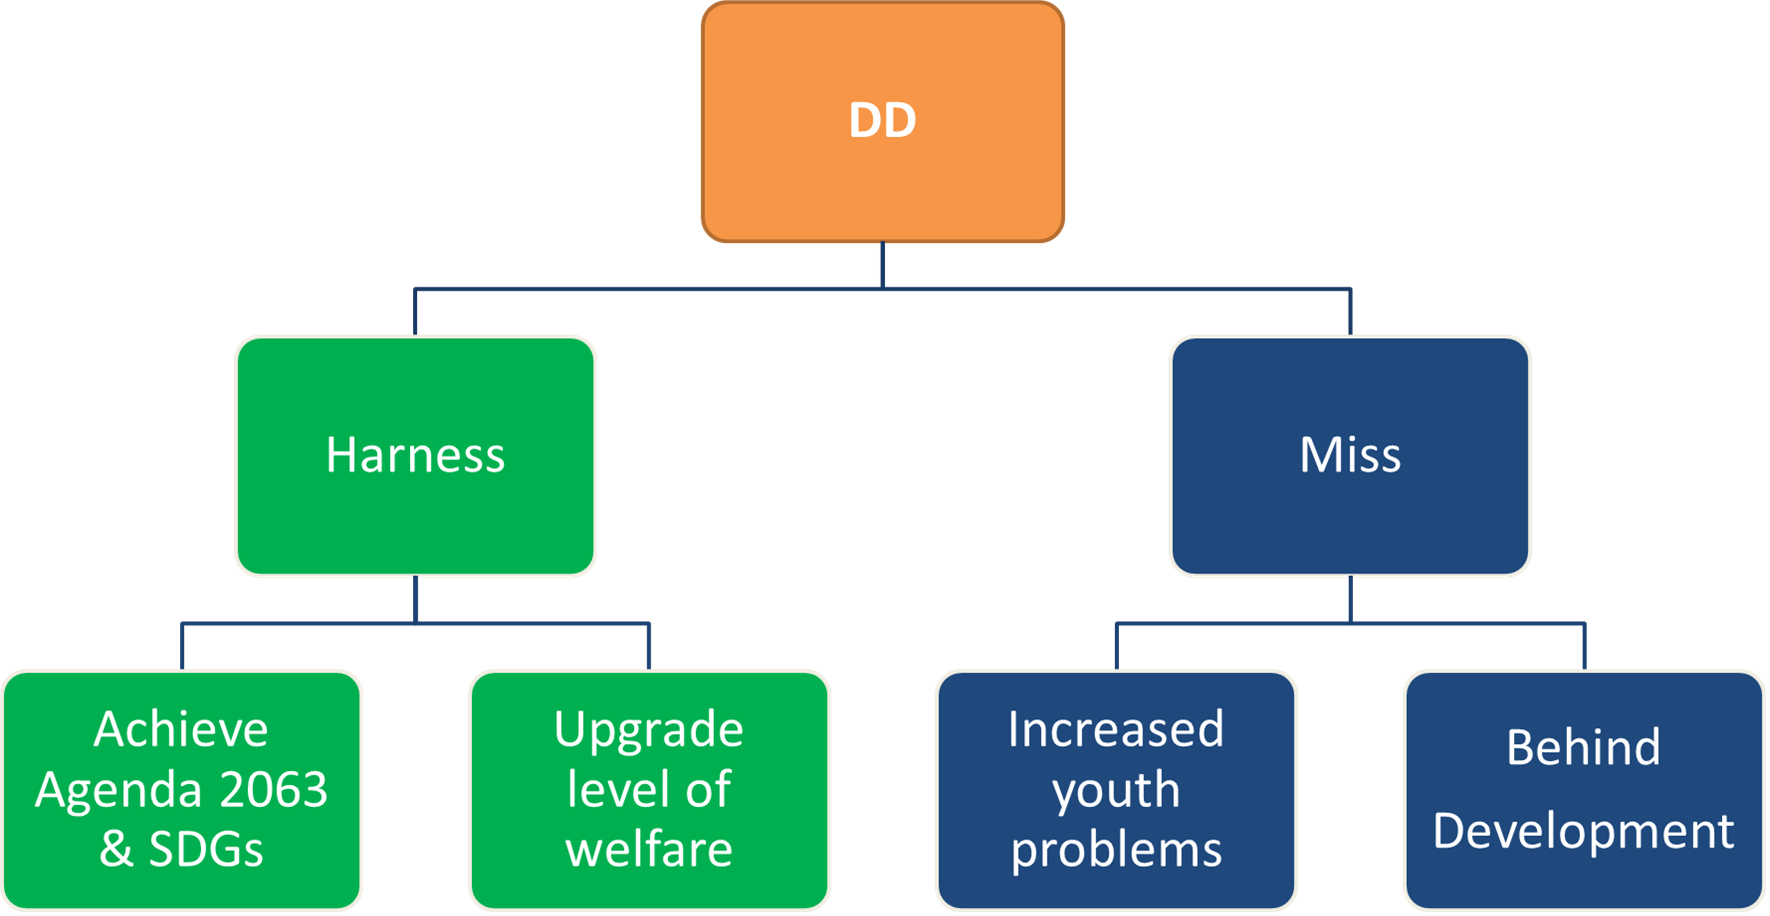 DD
Harness
Miss
Achieve
Agenda 2063
& SDGs
Upgrade
level of
welfare
Increased
youth
problems
Behind
Development